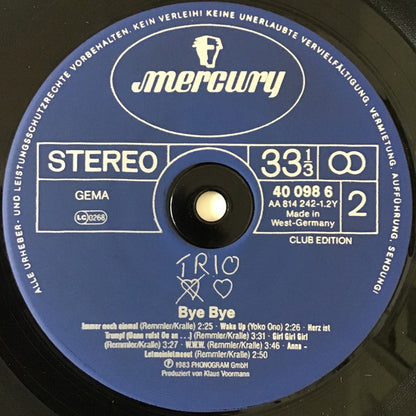 mercury
STEREO
33 1/3
GEMA
40 098 6
AA 814 242-1.2Y
Made in
West-Germany
2
LC 0268
CLUB EDITION
TRIO
Bye Bye
Immer noch einmal (Remmler/Kralle) 2:25 - Wake Up (Yoko Ono) 2:26 - Herz ist
Trumpf (Dann rufst Du an . . .) (Remmler/Kralle) 3:31 - Girl Girl Girl
(Remmler/Kralle) 3:27 - W.W.W. (Remmler/Kralle) 3:46 - Anna -
Letmeinletmeout (Remmler/Kralle) 2:50
Ⓟ 1983 PHONOGRAM GmbH
Produziert von Klaus Voormann
ALLE URHEBER- UND LEISTUNGSSCHUTZRECHTE VORBEHALTEN. KEIN VERLEIH! KEINE UNERLAUBTE VERVIELFÄLTIGUNG, VERMIETUNG, AUFFÜHRUNG, SENDUNG!